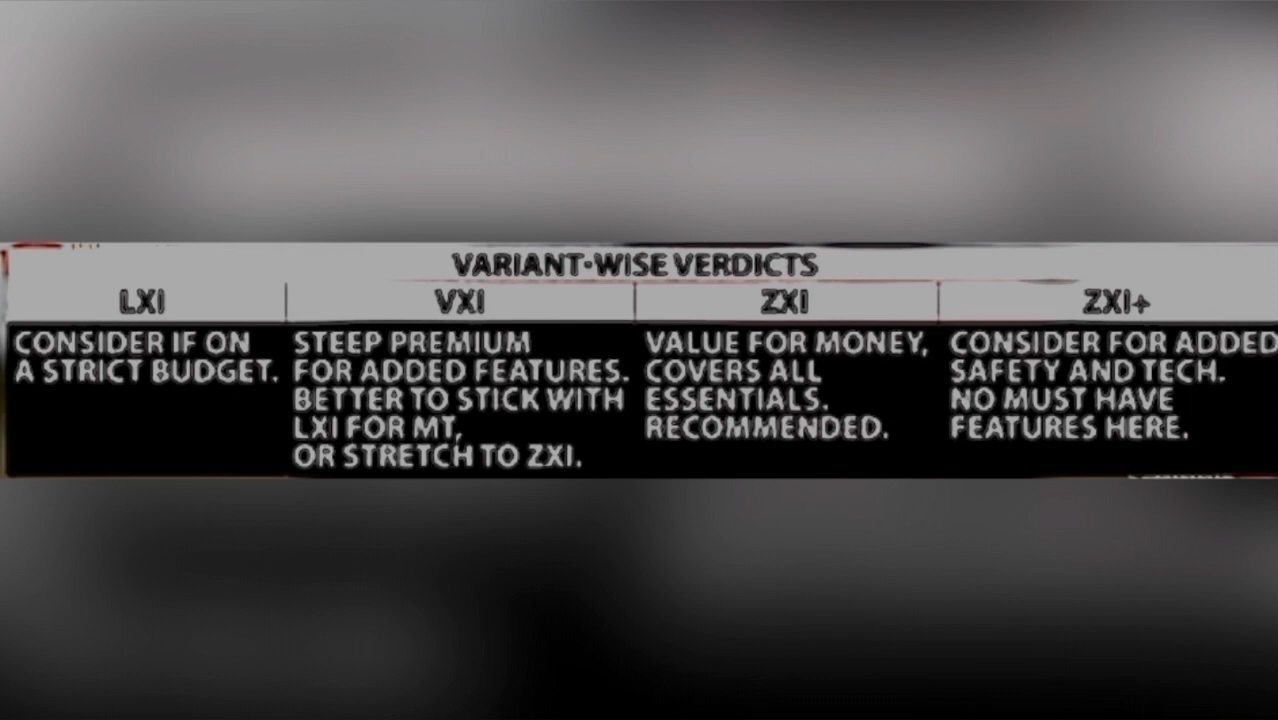 VARIANT-WISE VERDICTS
LXI VXI ZXI ZXI+
CONSIDER IF ON
A STRICT BUDGET.
STEEP PREMIUM
FOR ADDED FEATURES.
BETTER TO STICK WITH
LXI FOR MT,
OR STRETCH TO ZXI.
VALUE FOR MONEY,
COVERS ALL
ESSENTIALS.
RECOMMENDED.
CONSIDER FOR ADDED
SAFETY AND TECH.
NO MUST HAVE
FEATURES HERE.